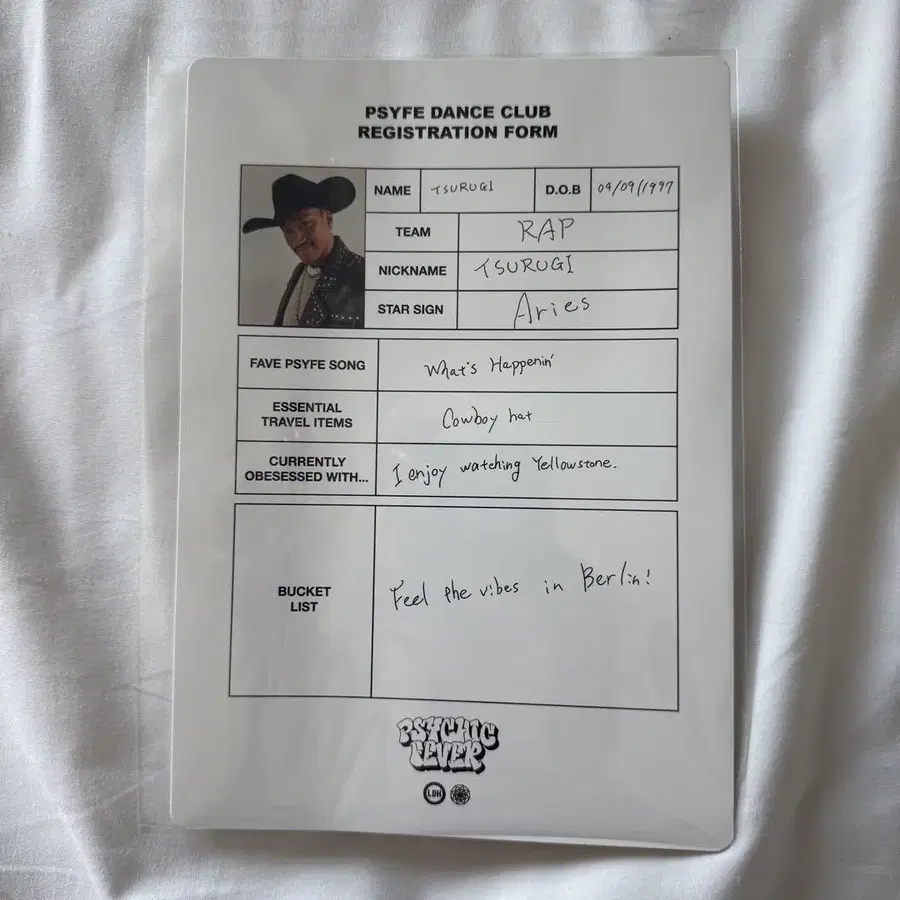 PSYFE DANCE CLUB
REGISTRATION FORM
NAME TSURUGI D.O.B 04/09/1997
TEAM RAP
NICKNAME TSURUGI
STAR SIGN Aries
FAVE PSYFE SONG What's Happenin'
ESSENTIAL
TRAVEL ITEMS
Cowboy hat
CURRENTLY
OBESESSED WITH...
I enjoy watching Yellowstone.
BUCKET
LIST
Feel the vibes in Berlin!
PSYCHIC
FEVER
LDH